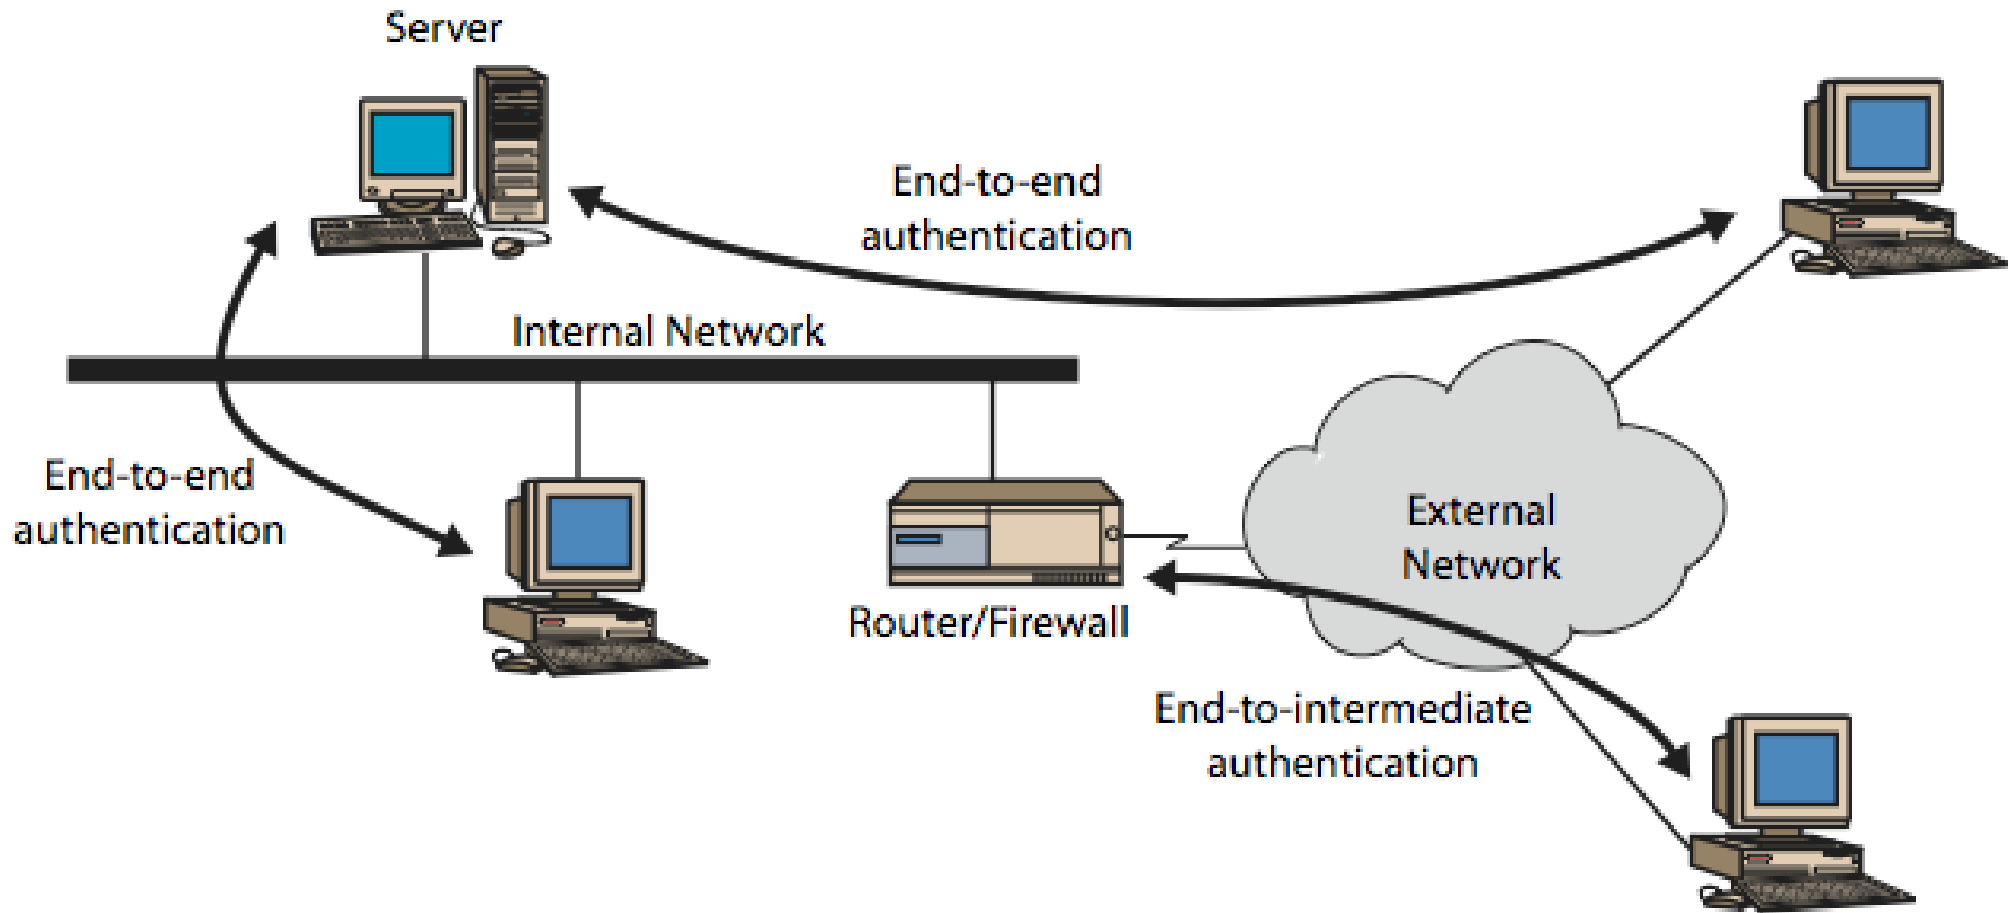 Server
End-to-end
authentication
Internal Network
End-to-end
authentication
External
Network
Router/Firewall
End-to-intermediate
authentication